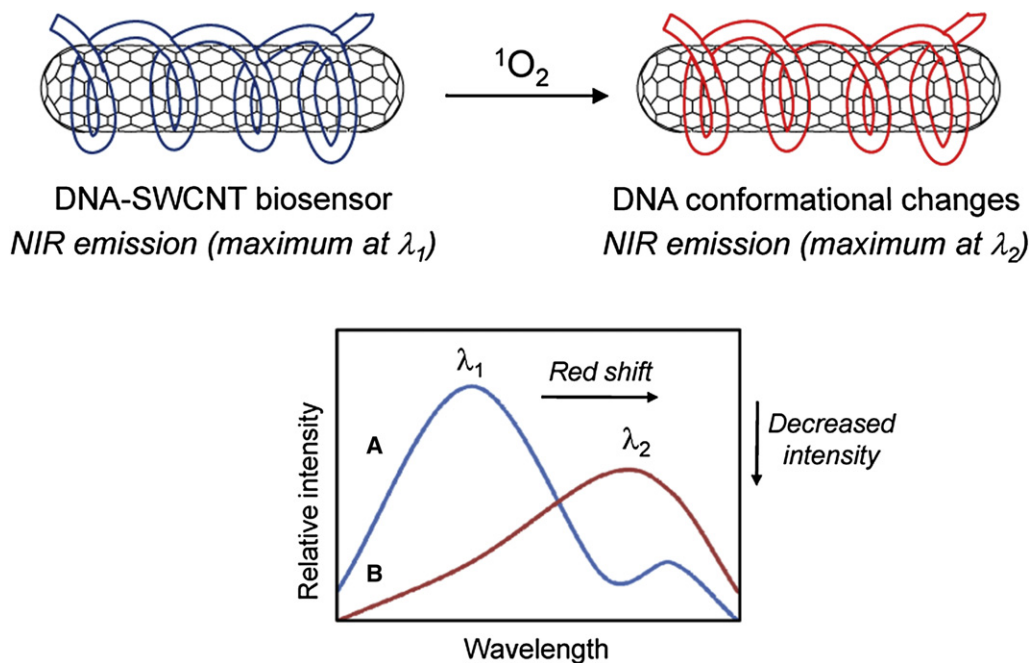 ¹O₂
DNA-SWCNT biosensor
NIR emission (maximum at λ₁)
DNA conformational changes
NIR emission (maximum at λ₂)
λ₁
Red shift
Decreased
intensity
A
λ₂
B
Relative intensity
Wavelength